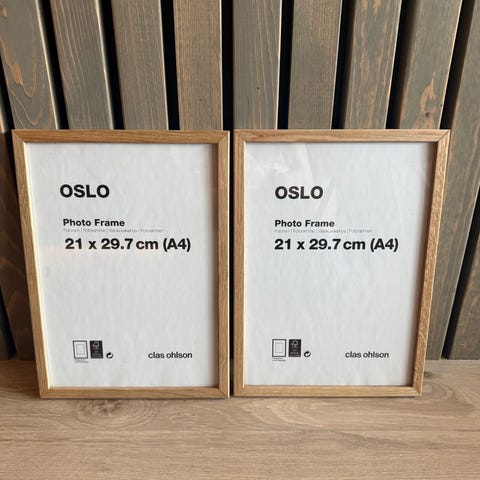 OSLO
Photo Frame
21 x 29.7 cm (A4)
clas ohlson
OSLO
Photo Frame
21 x 29.7 cm (A4)
clas ohlson